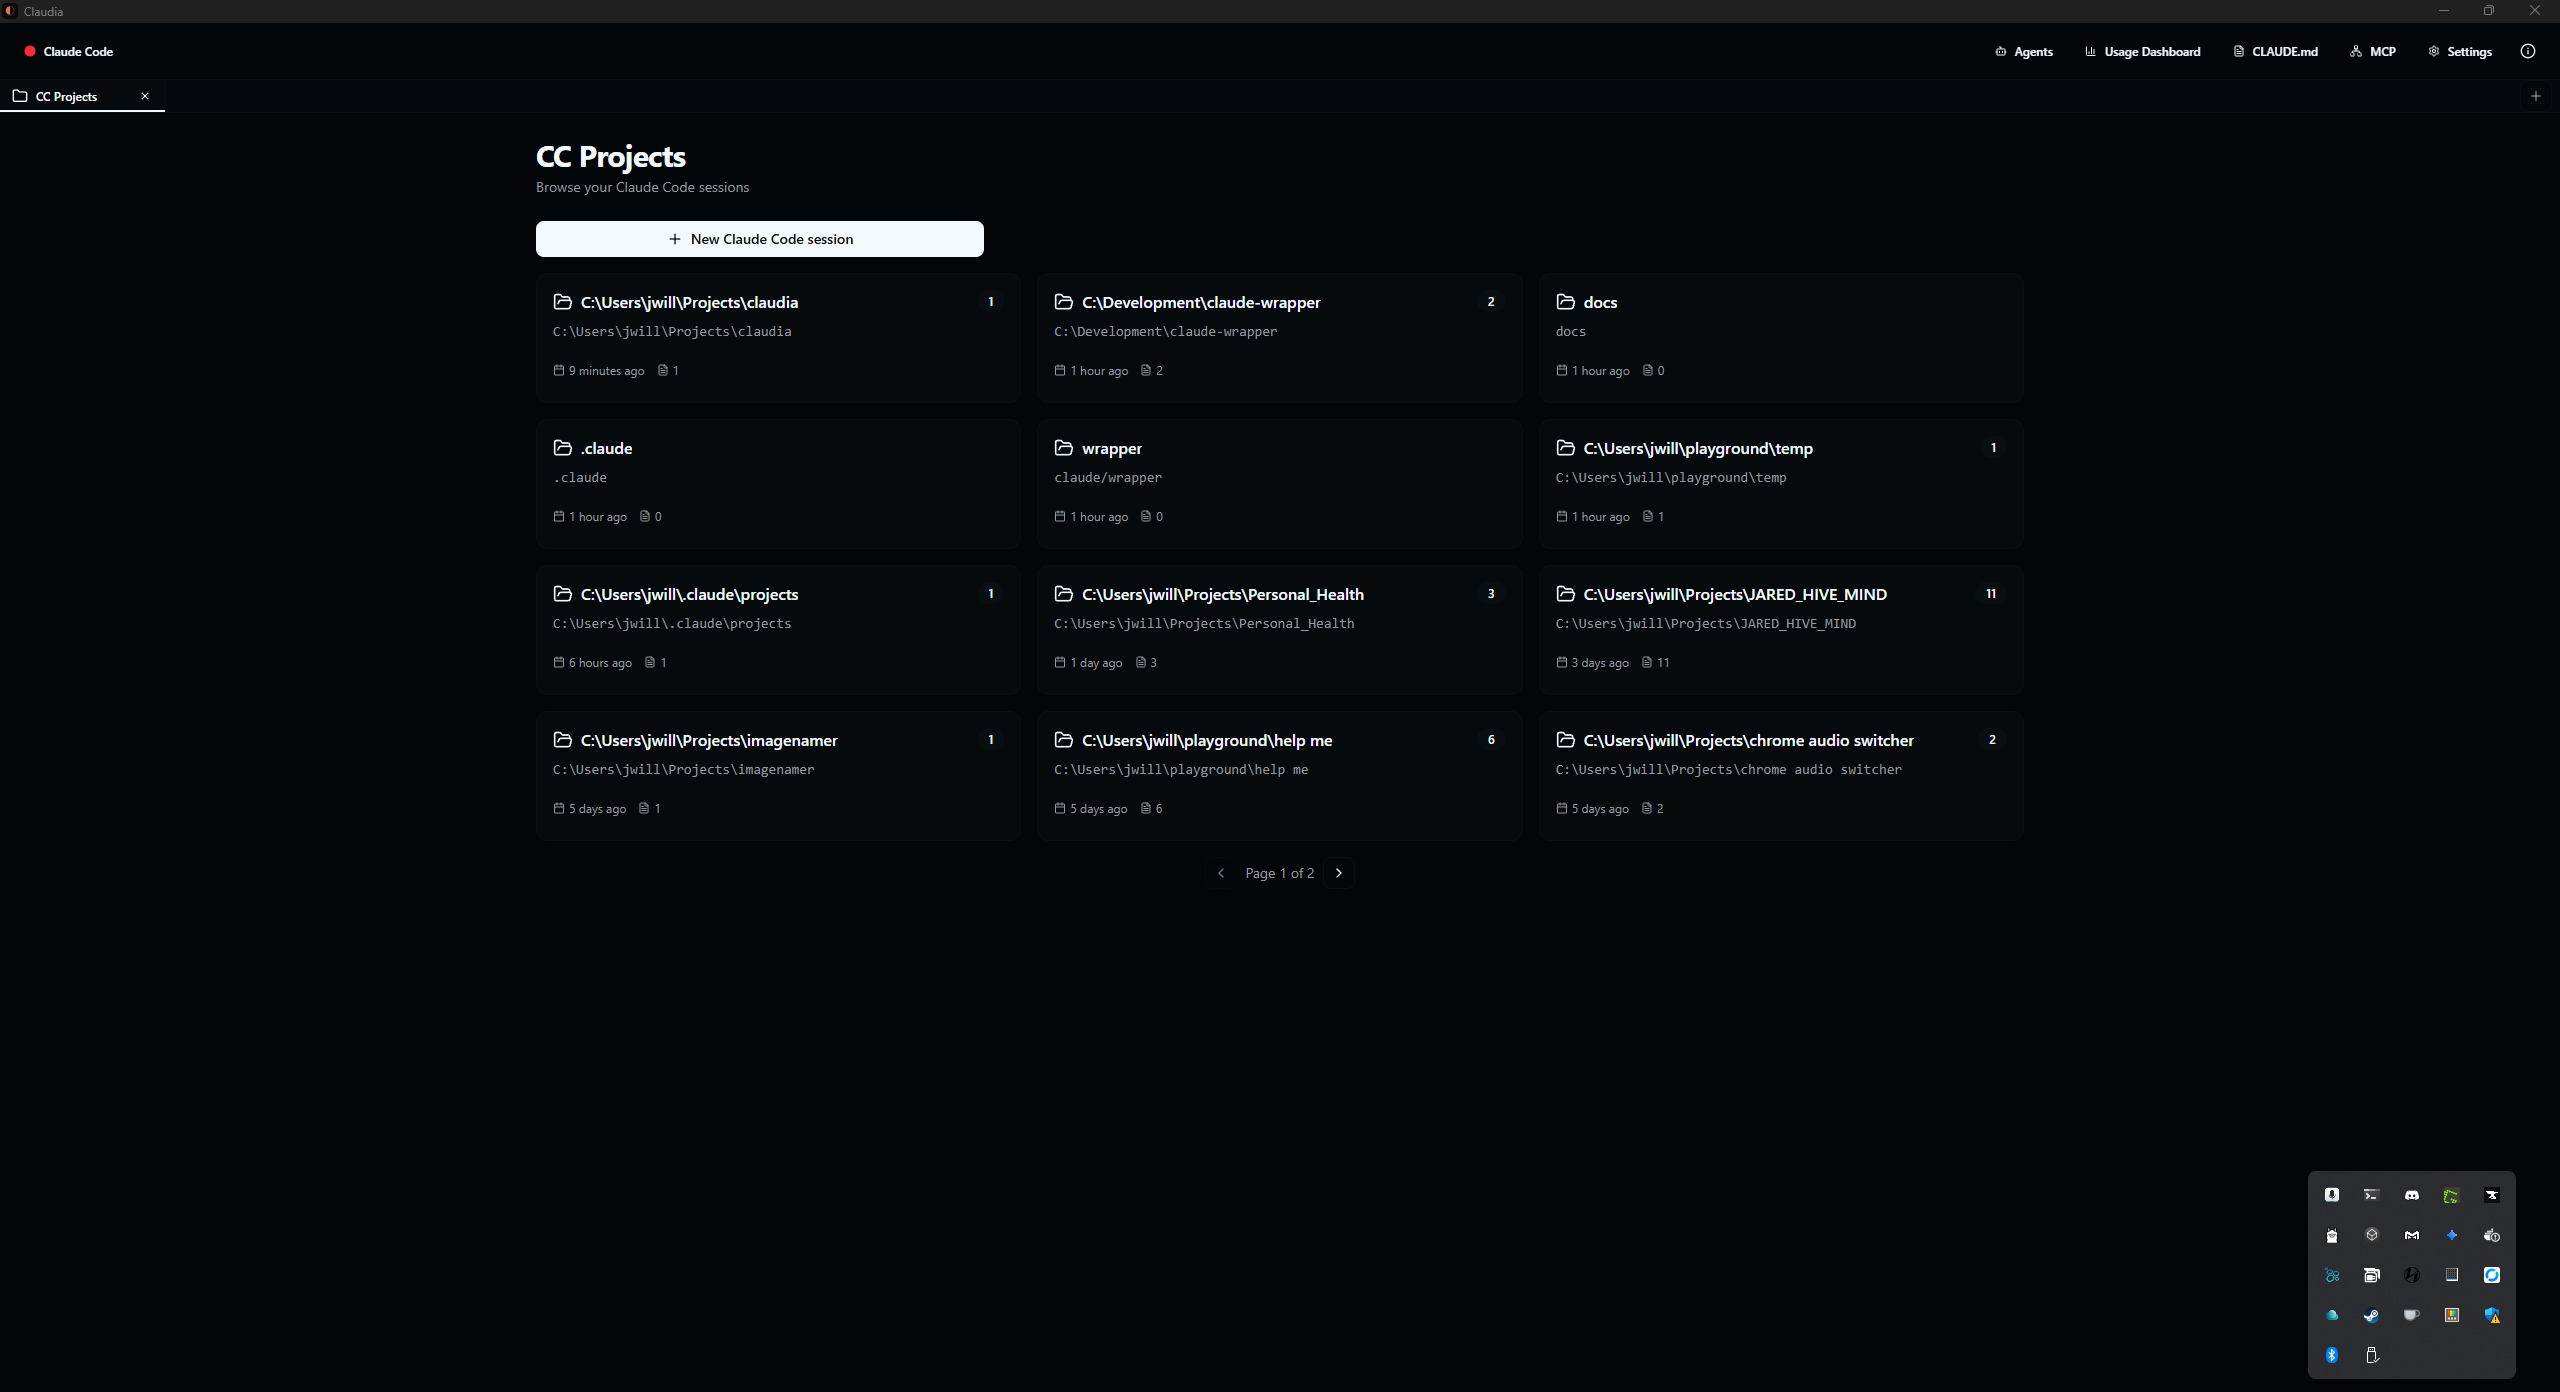 Claudia
Claude Code
Agents
Usage Dashboard
CLAUDE.md
MCP
Settings
CC Projects
CC Projects
Browse your Claude Code sessions
New Claude Code session
C:\Users\jwill\Projects\claudia 1
C:\Users\jwill\Projects\claudia
9 minutes ago 1
C:\Development\claude-wrapper 2
C:\Development\claude-wrapper
1 hour ago 2
docs
docs
1 hour ago 0
.claude
.claude
1 hour ago 0
wrapper
claude/wrapper
1 hour ago 0
C:\Users\jwill\playground\temp 1
C:\Users\jwill\playground\temp
1 hour ago 1
C:\Users\jwill\.claude\projects 1
C:\Users\jwill\.claude\projects
6 hours ago 1
C:\Users\jwill\Projects\Personal_Health 3
C:\Users\jwill\Projects\Personal_Health
1 day ago 3
C:\Users\jwill\Projects\JARED_HIVE_MIND 11
C:\Users\jwill\Projects\JARED_HIVE_MIND
3 days ago 11
C:\Users\jwill\Projects\imagenamer 1
C:\Users\jwill\Projects\imagenamer
5 days ago 1
C:\Users\jwill\playground\help me 6
C:\Users\jwill\playground\help me
5 days ago 6
C:\Users\jwill\Projects\chrome audio switcher 2
C:\Users\jwill\Projects\chrome audio switcher
5 days ago 2
Page 1 of 2